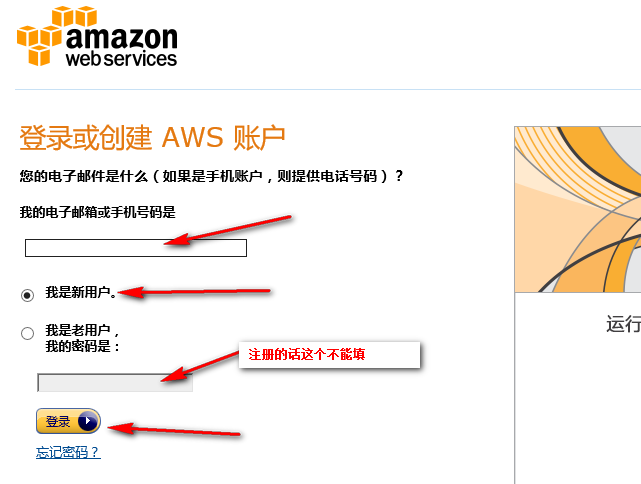 amazon
web services
登录或创建 AWS 账户
您的电子邮件是什么（如果是手机账户，则提供电话号码）？
我的电子邮箱或手机号码是
我是新用户。
我是老用户，
我的密码是：
注册的话这个不能填
登录
忘记密码？
运行